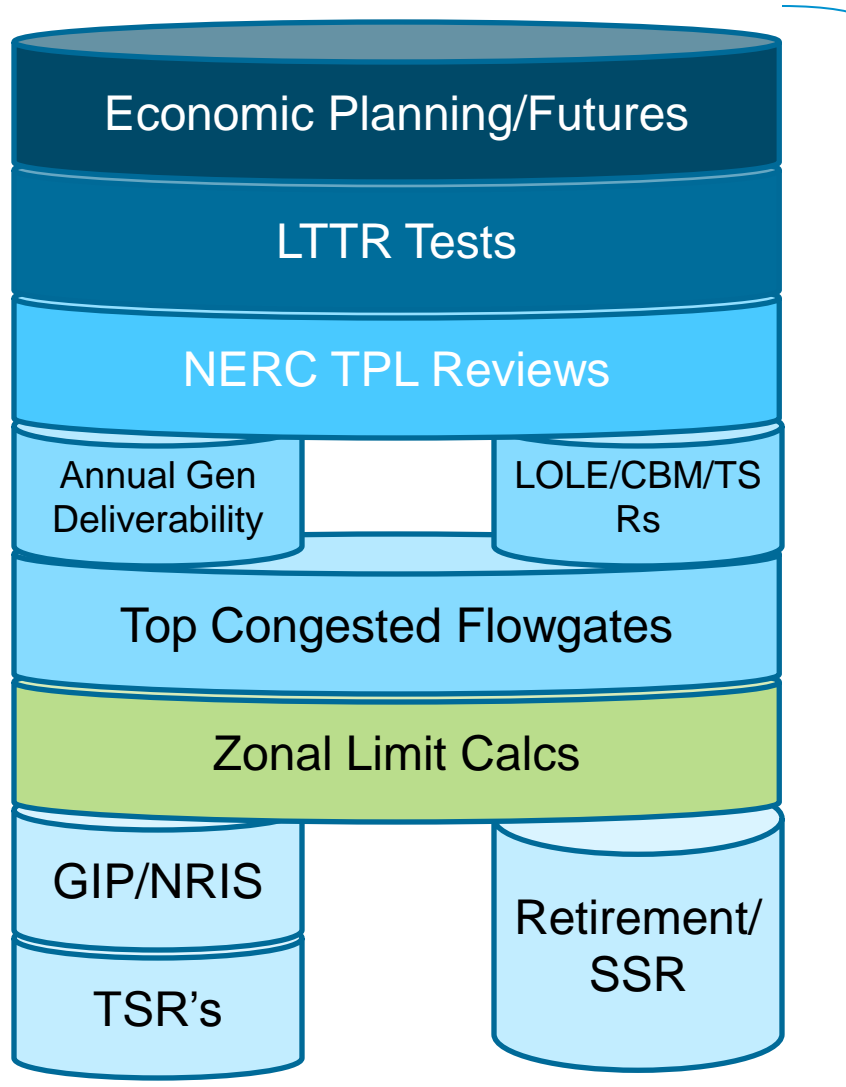 Economic Planning/Futures
LTTR Tests
NERC TPL Reviews
Annual Gen
Deliverability
LOLE/CBM/TS
Rs
Top Congested Flowgates
Zonal Limit Calcs
GIP/NRIS
TSR’s
Retirement/
SSR